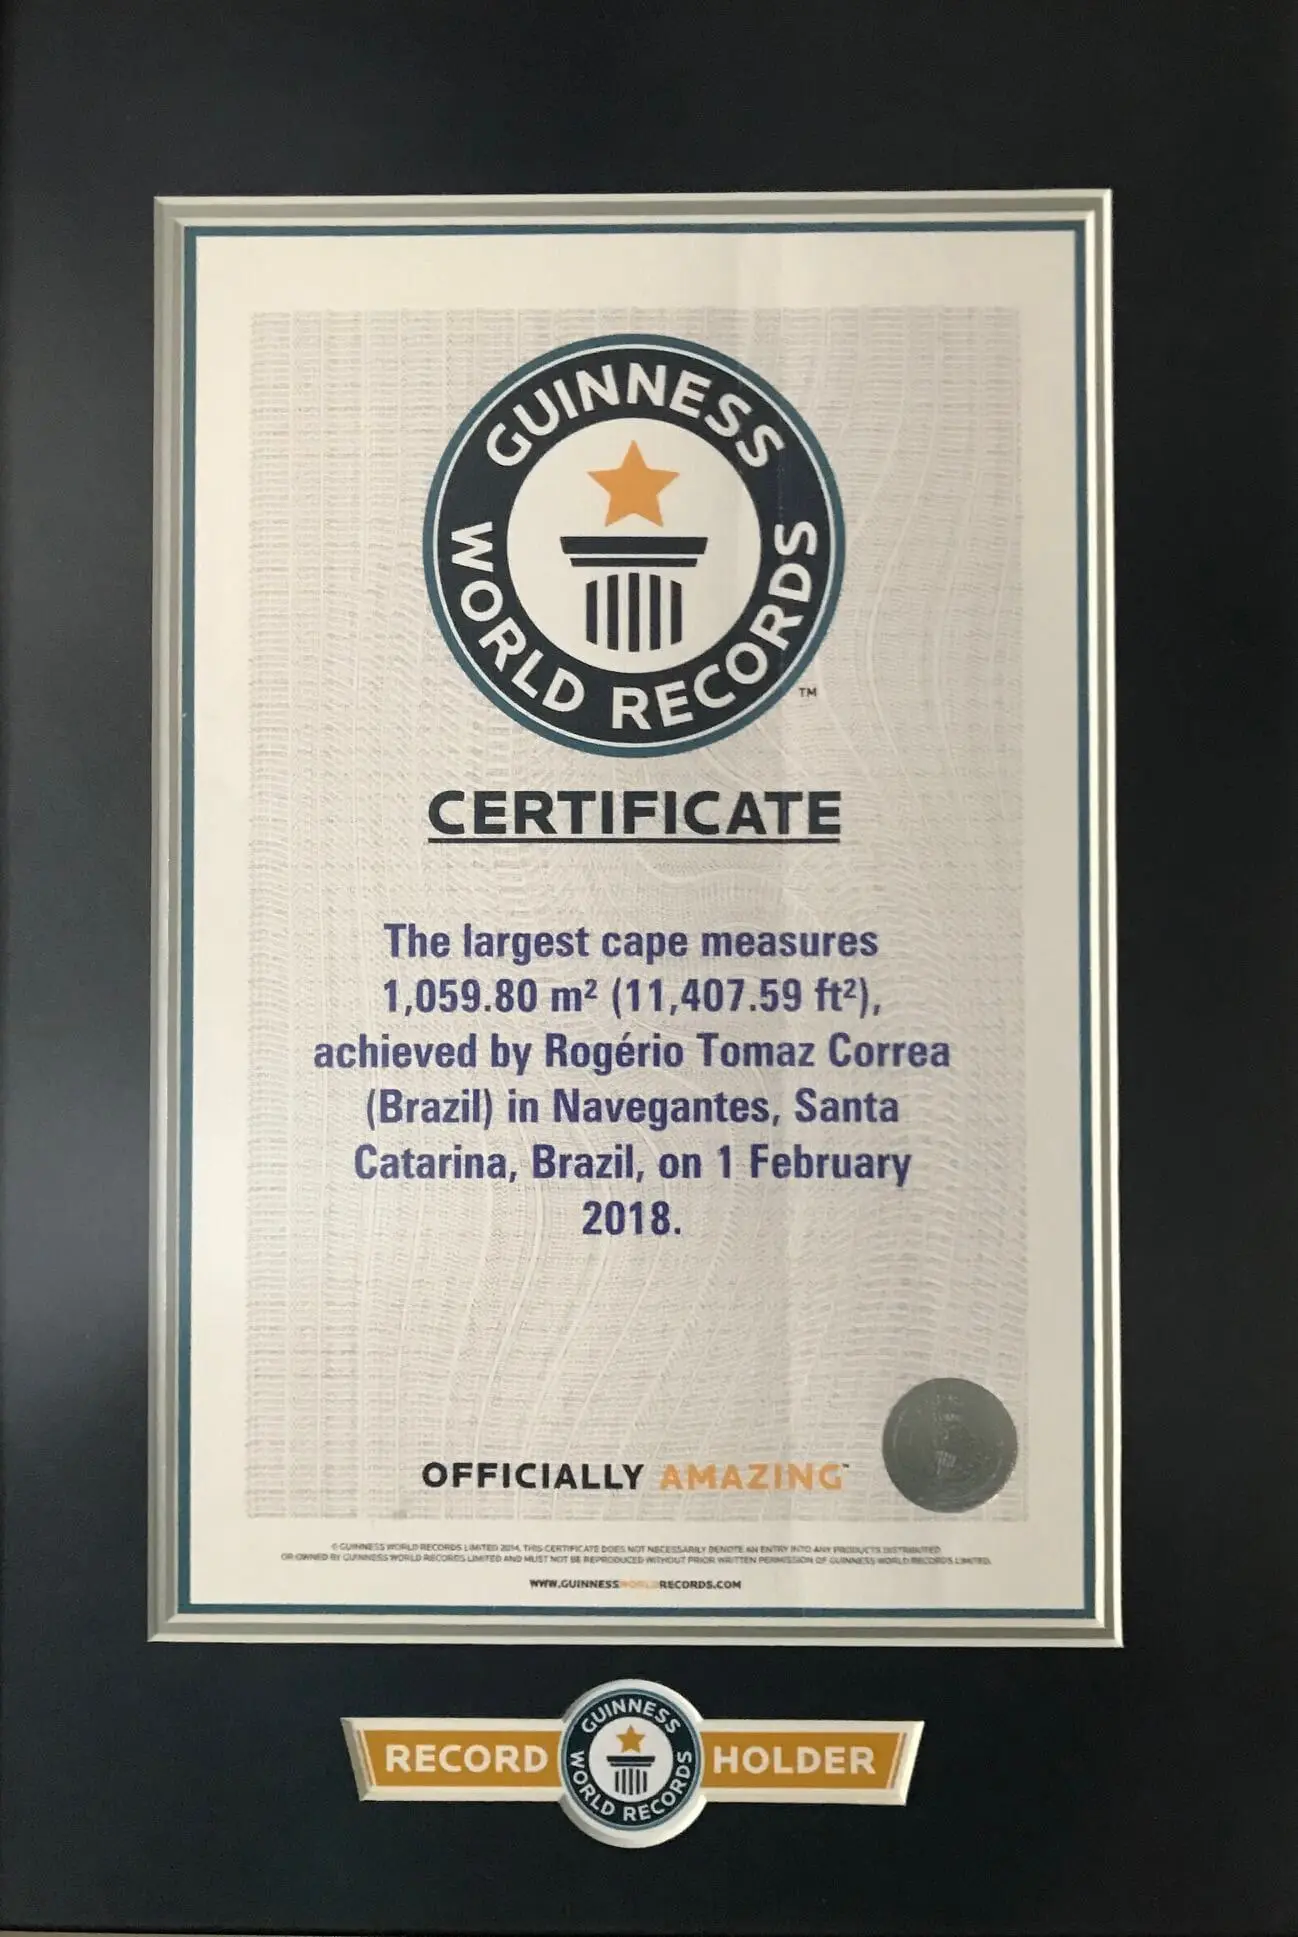 GUINNESS
WORLD RECORDS
TM
CERTIFICATE
The largest cape measures
1,059.80 m² (11,407.59 ft²),
achieved by Rogério Tomaz Correa
(Brazil) in Navegantes, Santa
Catarina, Brazil, on 1 February
2018.
OFFICIALLY AMAZING™
© GUINNESS WORLD RECORDS LIMITED 2014, THIS CERTIFICATE DOES NOT NECESSARILY DENOTE AN ENTRY INTO ANY PRODUCTS DISTRIBUTED
OR OWNED BY GUINNESS WORLD RECORDS LIMITED AND MUST NOT BE REPRODUCED WITHOUT PRIOR WRITTEN PERMISSION OF GUINNESS WORLD RECORDS LIMITED.
WWW.GUINNESSWORLDRECORDS.COM
RECORD
GUINNESS
WORLD RECORDS
HOLDER